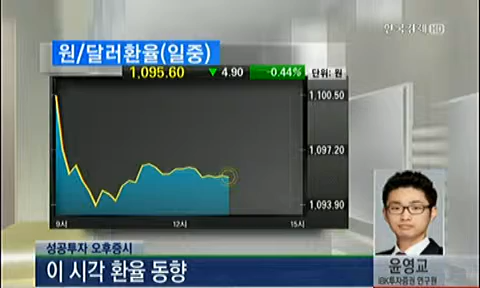 한국경제 HD
원/달러환율(일중)
1,095.60 ▼ 4.90 -0.44% 단위: 원
1,100.50
1,097.20
1,093.90
9시 12시 15시
성공투자 오후증시
이 시각 환율 동향
윤영교
IBK투자증권 연구원